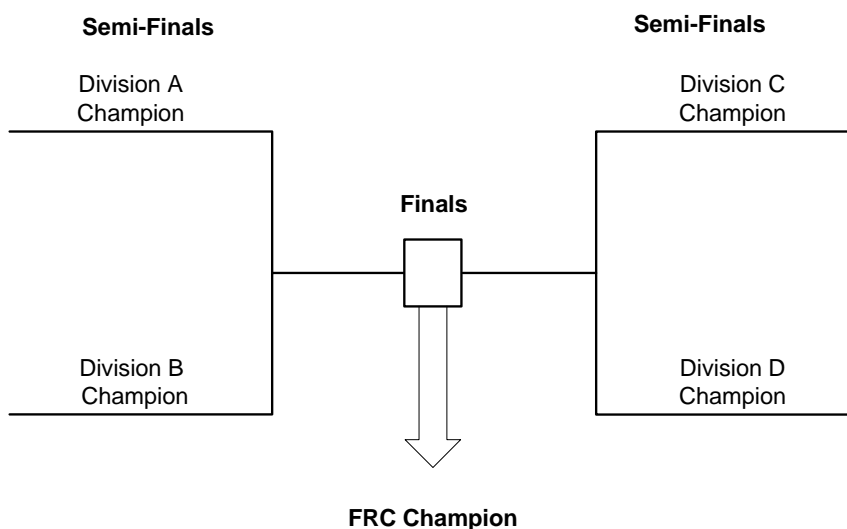 Semi-Finals
Semi-Finals
Division A
Champion
Division C
Champion
Finals
Division B
Champion
Division D
Champion
FRC Champion